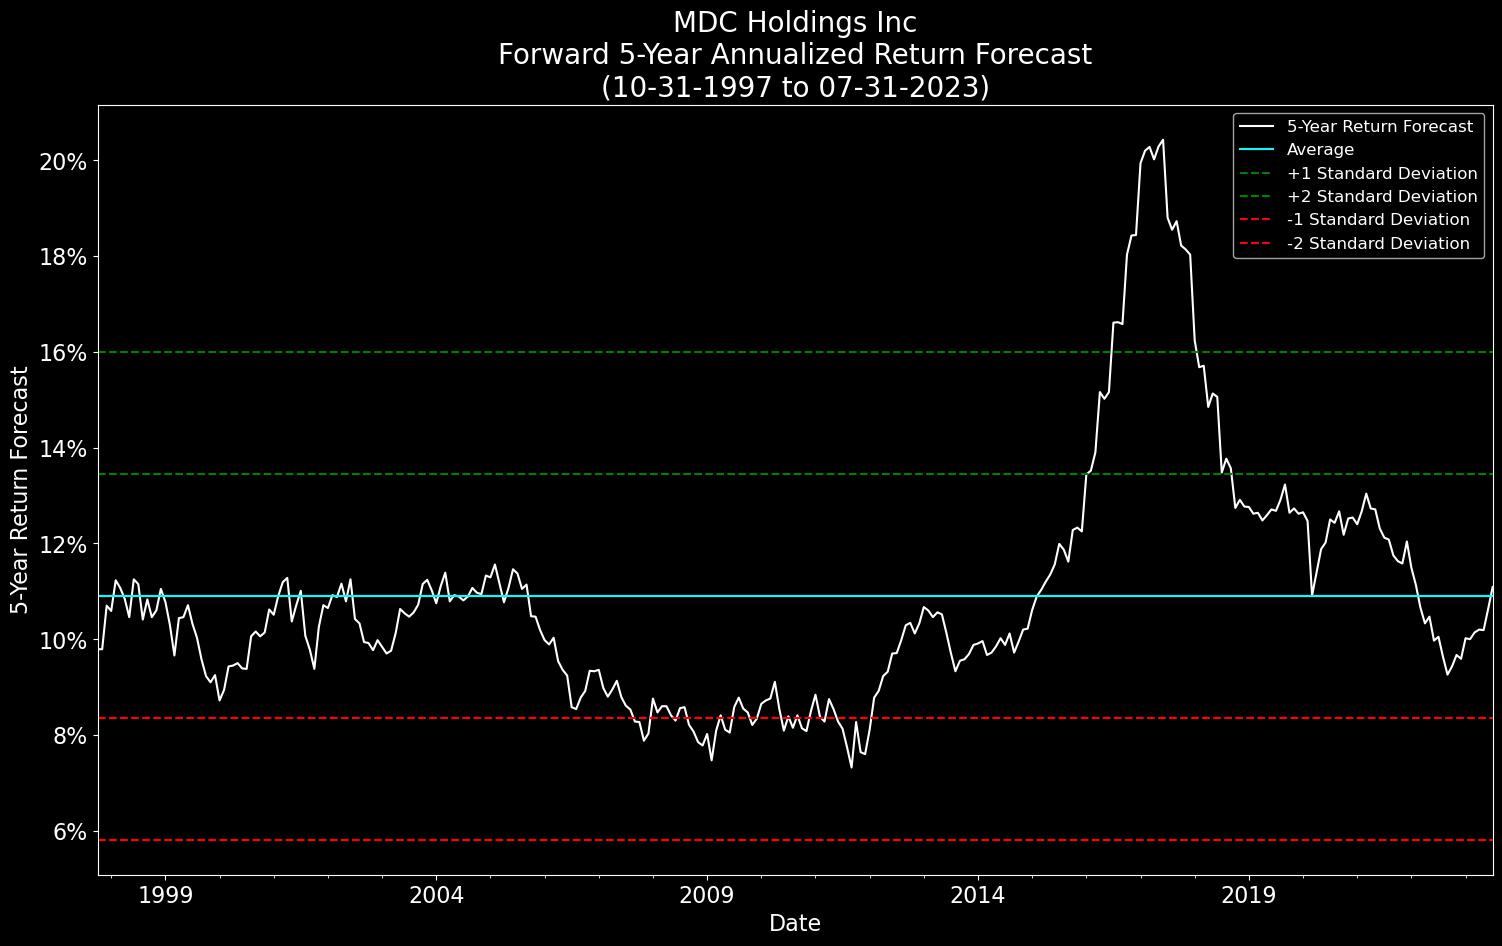 MDC Holdings Inc
Forward 5-Year Annualized Return Forecast
(10-31-1997 to 07-31-2023)
5-Year Return Forecast
Average
+1 Standard Deviation
+2 Standard Deviation
-1 Standard Deviation
-2 Standard Deviation
20%
18%
16%
14%
12%
10%
8%
6%
5-Year Return Forecast
1999
2004
2009
2014
2019
Date